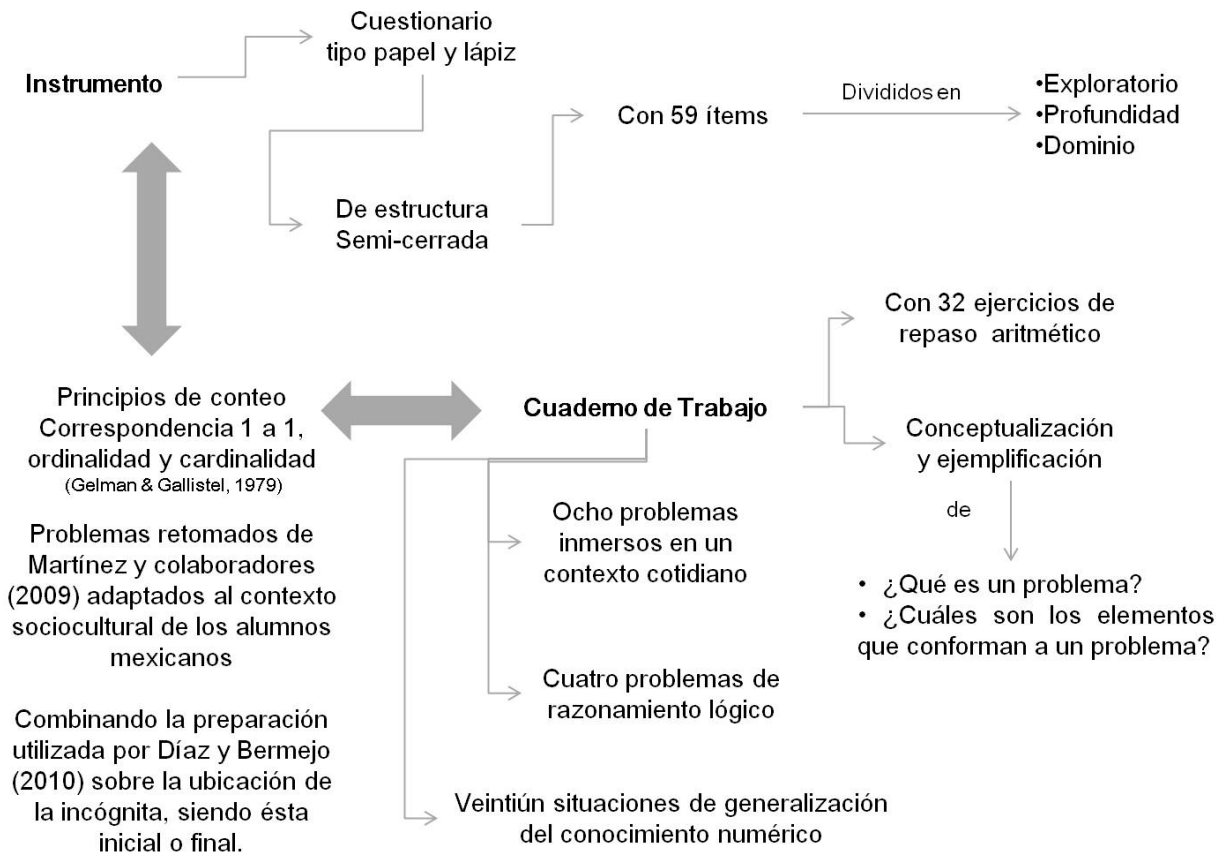 Cuestionario
tipo papel y lápiz
Instrumento
Con 59 ítems
Divididos en
•Exploratorio
•Profundidad
•Dominio
De estructura
Semi-cerrada
Con 32 ejercicios de
repaso aritmético
Principios de conteo
Correspondencia 1 a 1,
ordinalidad y cardinalidad
(Gelman & Gallistel, 1979)
Problemas retomados de
Martínez y colaboradores
(2009) adaptados al contexto
sociocultural de los alumnos
mexicanos
Combinando la preparación
utilizada por Díaz y Bermejo
(2010) sobre la ubicación de
la incógnita, siendo ésta
inicial o final.
Cuaderno de Trabajo
Conceptualización
y ejemplificación
de
• ¿Qué es un problema?
• ¿Cuáles son los elementos
que conforman a un problema?
Ocho problemas
inmersos en un
contexto cotidiano
Cuatro problemas de
razonamiento lógico
Veintiún situaciones de generalización
del conocimiento numérico